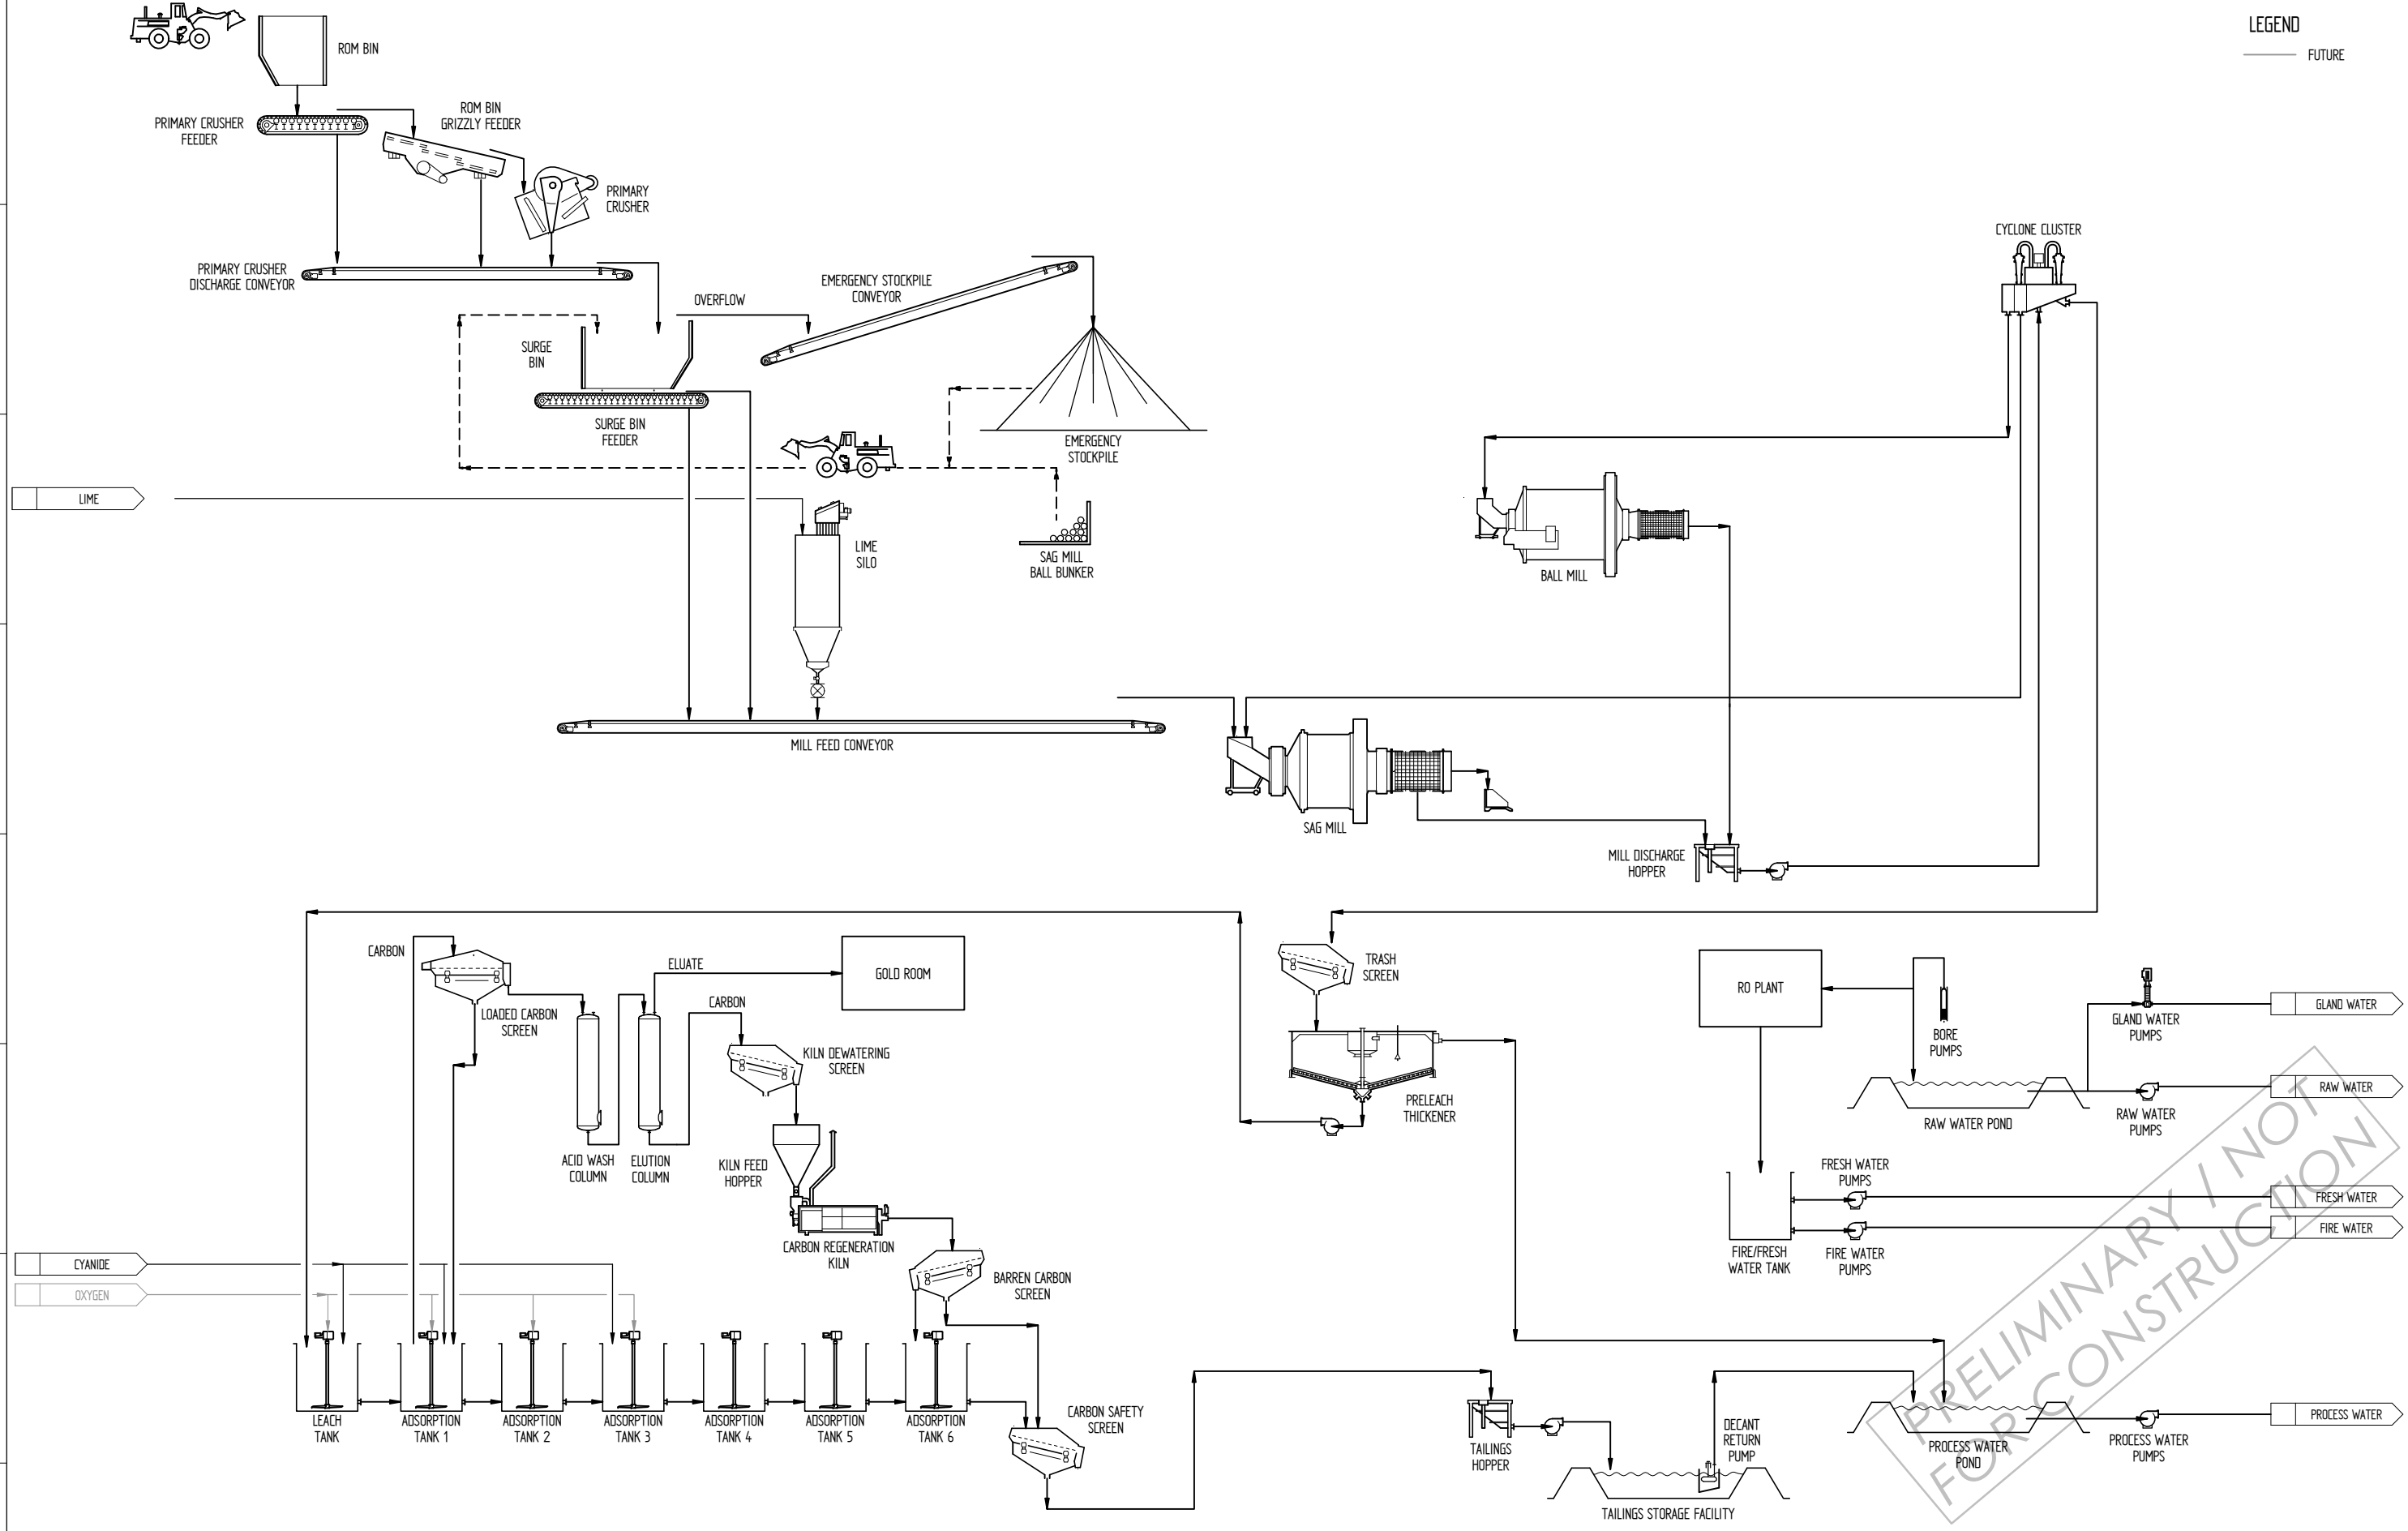 LEGEND
FUTURE
ROM BIN
PRIMARY CRUSHER
FEEDER
ROM BIN
GRIZZLY FEEDER
PRIMARY
CRUSHER
PRIMARY CRUSHER
DISCHARGE CONVEYOR
OVERFLOW
EMERGENCY STOCKPILE
CONVEYOR
CYCLONE CLUSTER
SURGE
BIN
SURGE BIN
FEEDER
EMERGENCY
STOCKPILE
LIME
LIME
SILO
SAG MILL
BALL BUNKER
BALL MILL
MILL FEED CONVEYOR
SAG MILL
MILL DISCHARGE
HOPPER
CARBON
LOADED CARBON
SCREEN
ELUATE
GOLD ROOM
CARBON
KILN DEWATERING
SCREEN
ACID WASH
COLUMN
ELUTION
COLUMN
KILN FEED
HOPPER
CARBON REGENERATION
KILN
BARREN CARBON
SCREEN
TRASH
SCREEN
PRELEACH
THICKENER
RO PLANT
BORE
PUMPS
GLAND WATER
PUMPS
GLAND WATER
RAW WATER
RAW WATER POND
RAW WATER
PUMPS
FRESH WATER
PUMPS
FRESH WATER
FIRE WATER
FIRE/FRESH
WATER TANK
FIRE WATER
PUMPS
CYANIDE
OXYGEN
LEACH
TANK
ADSORPTION
TANK 1
ADSORPTION
TANK 2
ADSORPTION
TANK 3
ADSORPTION
TANK 4
ADSORPTION
TANK 5
ADSORPTION
TANK 6
CARBON SAFETY
SCREEN
TAILINGS
HOPPER
DECANT
RETURN
PUMP
TAILINGS STORAGE FACILITY
PROCESS WATER
POND
PROCESS WATER
PUMPS
PROCESS WATER
PRELIMINARY / NOT
FOR CONSTRUCTION